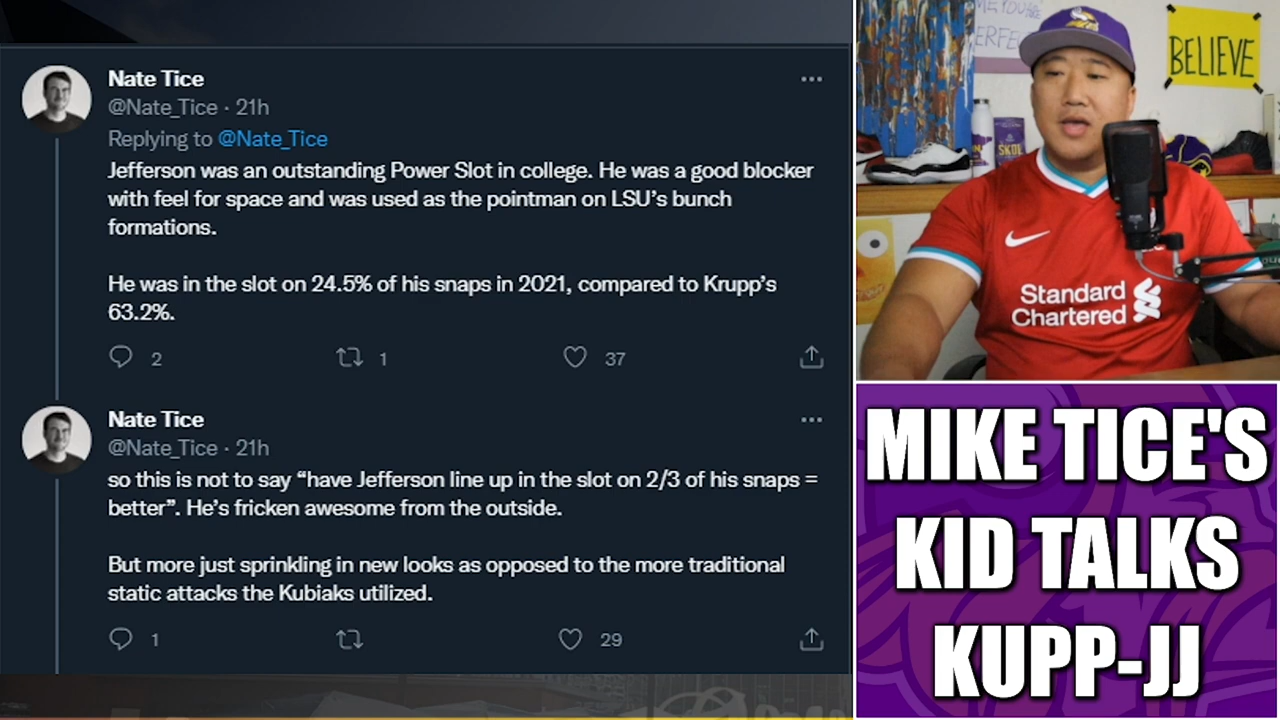 Nate Tice
@Nate_Tice · 21h
Replying to @Nate_Tice
Jefferson was an outstanding Power Slot in college. He was a good blocker
with feel for space and was used as the pointman on LSU's bunch
formations.
He was in the slot on 24.5% of his snaps in 2021, compared to Krupp's
63.2%.
2 1 37
Nate Tice
@Nate_Tice · 21h
so this is not to say “have Jefferson line up in the slot on 2/3 of his snaps =
better”. He's fricken awesome from the outside.
But more just sprinkling in new looks as opposed to the more traditional
static attacks the Kubiaks utilized.
1 29
BELIEVE
SKOL
Standard
Chartered
MIKE TICE'S
KID TALKS
KUPP-JJ